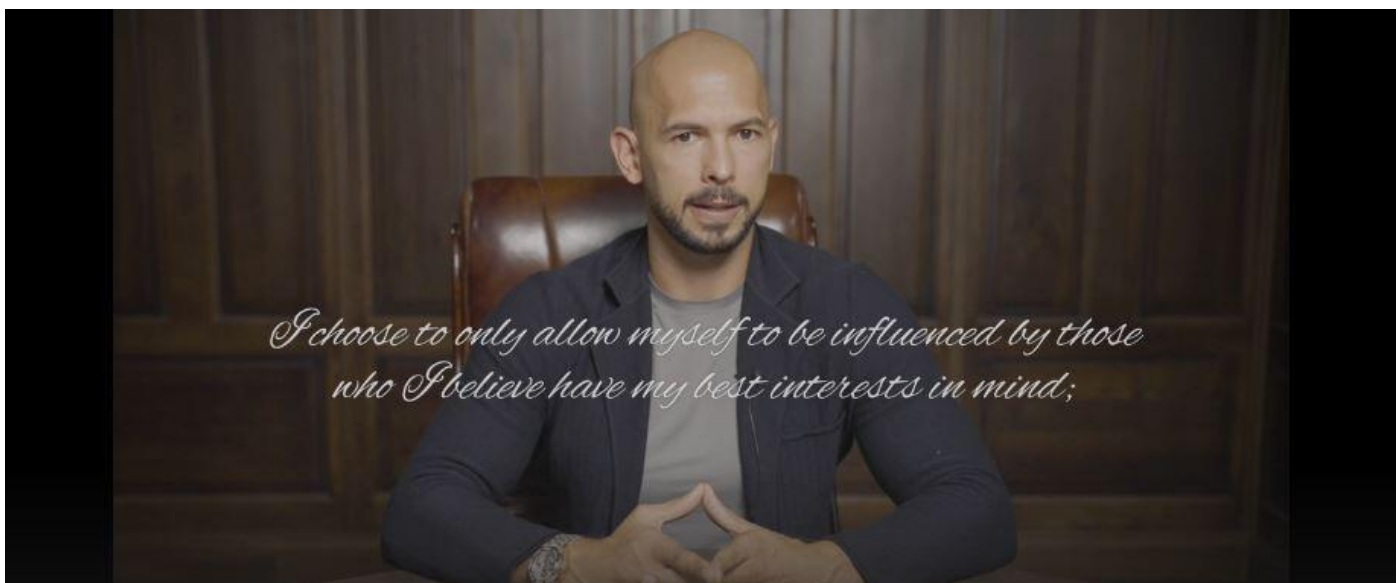 I choose to only allow myself to be influenced by those
who I believe have my best interests in mind;